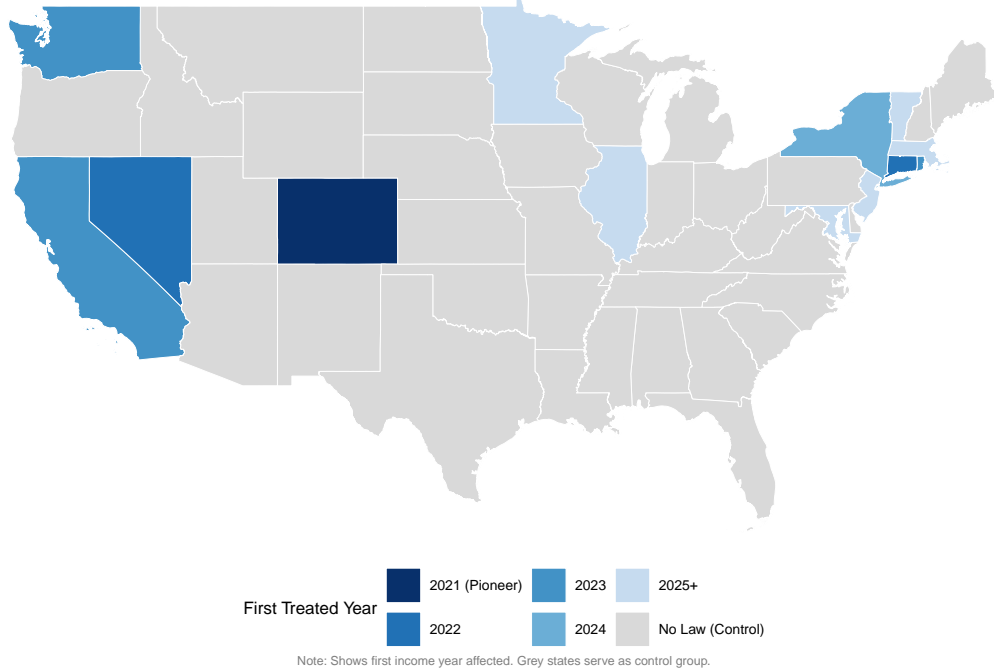 First Treated Year
2021 (Pioneer)
2022
2023
2024
2025+
No Law (Control)
Note: Shows first income year affected. Grey states serve as control group.